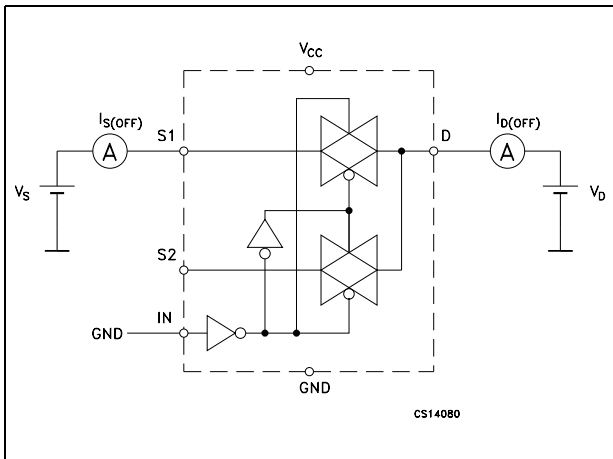 VCC
IS(OFF)
ID(OFF)
S1
D
A
A
VS
VD
S2
IN
GND
GND
CS14080